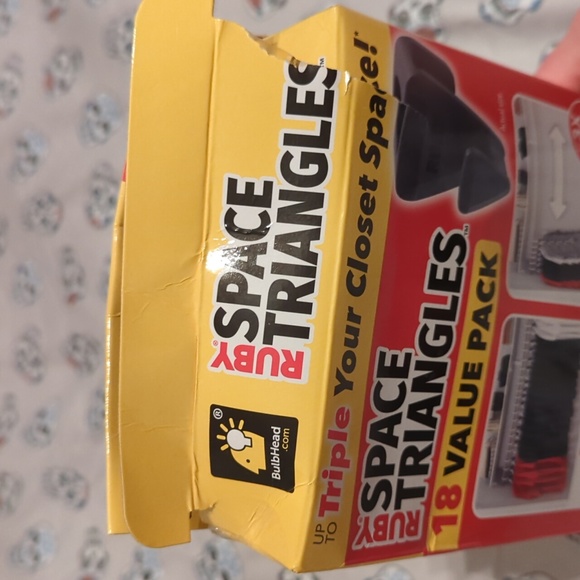 RUBY®
SPACE
TRIANGLES™
BulbHead
.com
®
UP TO Triple Your Closet Space!
RUBY®
SPACE
TRIANGLES™
18 VALUE PACK